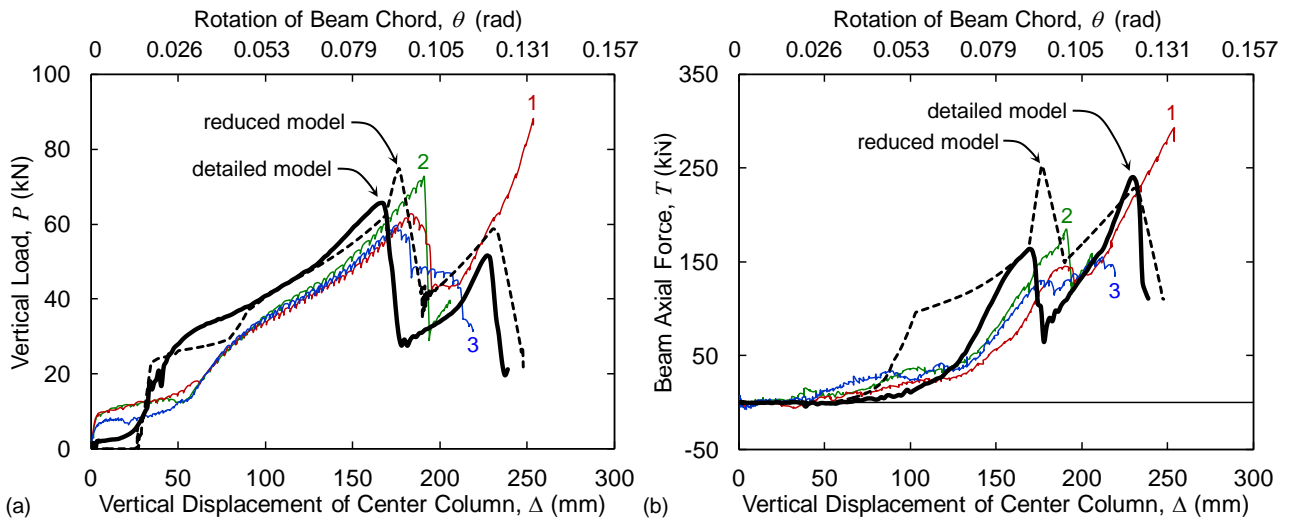 Rotation of Beam Chord, θ (rad)
0 0.026 0.053 0.079 0.105 0.131 0.157
100
80
60
40
20
0
Vertical Load, P (kN)
reduced model
detailed model
1
2
3
0 50 100 150 200 250 300
(a) Vertical Displacement of Center Column, Δ (mm)
Rotation of Beam Chord, θ (rad)
0 0.026 0.053 0.079 0.105 0.131 0.157
350
250
150
50
-50
Beam Axial Force, T (kN)
detailed model
reduced model
1
2
3
0 50 100 150 200 250 300
(b) Vertical Displacement of Center Column, Δ (mm)